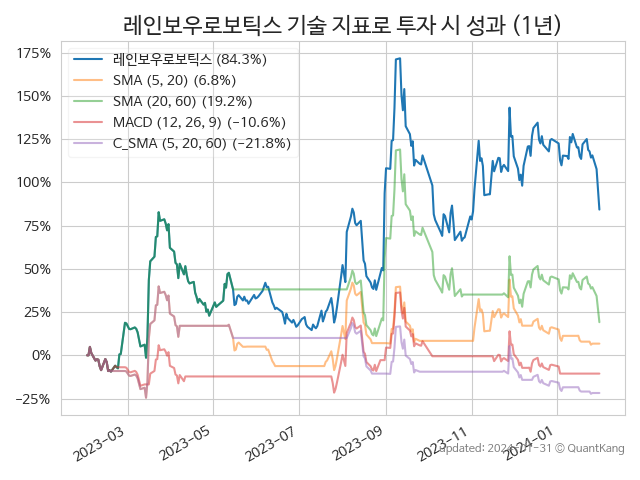 레인보우로보틱스 기술 지표로 투자 시 성과 (1년)
175%
150%
125%
100%
75%
50%
25%
0%
−25%
레인보우로보틱스 (84.3%)
SMA (5, 20) (6.8%)
SMA (20, 60) (19.2%)
MACD (12, 26, 9) (−10.6%)
C_SMA (5, 20, 60) (−21.8%)
2023-03
2023-05
2023-07
2023-09
2023-11
2024-01
updated: 2024-01-31 © QuantKang